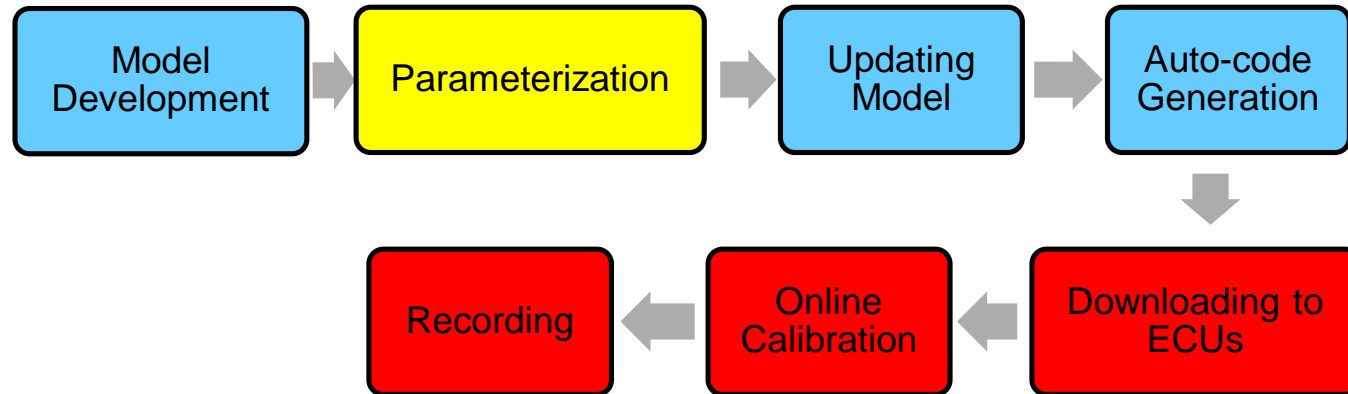 Model
Development
Parameterization
Updating
Model
Auto-code
Generation
Recording
Online
Calibration
Downloading to
ECUs